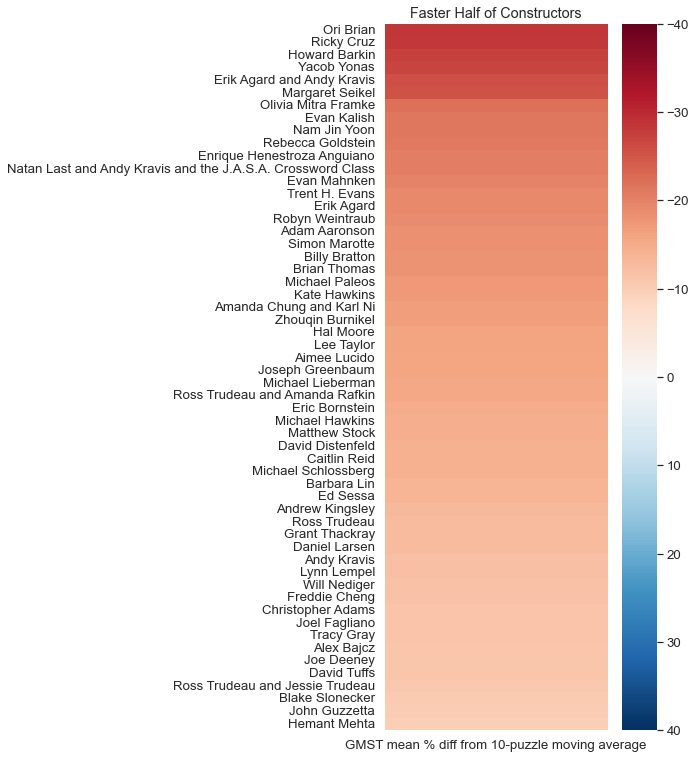 Faster Half of Constructors
Ori Brian
Ricky Cruz
Howard Barkin
Yacob Yonas
Erik Agard and Andy Kravis
Margaret Seikel
Olivia Mitra Framke
Evan Kalish
Nam Jin Yoon
Rebecca Goldstein
Enrique Henestroza Anguiano
Natan Last and Andy Kravis and the J.A.S.A. Crossword Class
Evan Mahnken
Trent H. Evans
Erik Agard
Robyn Weintraub
Adam Aaronson
Simon Marotte
Billy Bratton
Brian Thomas
Michael Paleos
Kate Hawkins
Amanda Chung and Karl Ni
Zhouqin Burnikel
Hal Moore
Lee Taylor
Aimee Lucido
Joseph Greenbaum
Michael Lieberman
Ross Trudeau and Amanda Rafkin
Eric Bornstein
Michael Hawkins
Matthew Stock
David Distenfeld
Caitlin Reid
Michael Schlossberg
Barbara Lin
Ed Sessa
Andrew Kingsley
Ross Trudeau
Grant Thackray
Daniel Larsen
Andy Kravis
Lynn Lempel
Will Nediger
Freddie Cheng
Christopher Adams
Joel Fagliano
Tracy Gray
Alex Bajcz
Joe Deeney
David Tuffs
Ross Trudeau and Jessie Trudeau
Blake Slonecker
John Guzzetta
Hemant Mehta
GMST mean % diff from 10-puzzle moving average
−40
−30
−20
−10
0
10
20
30
40